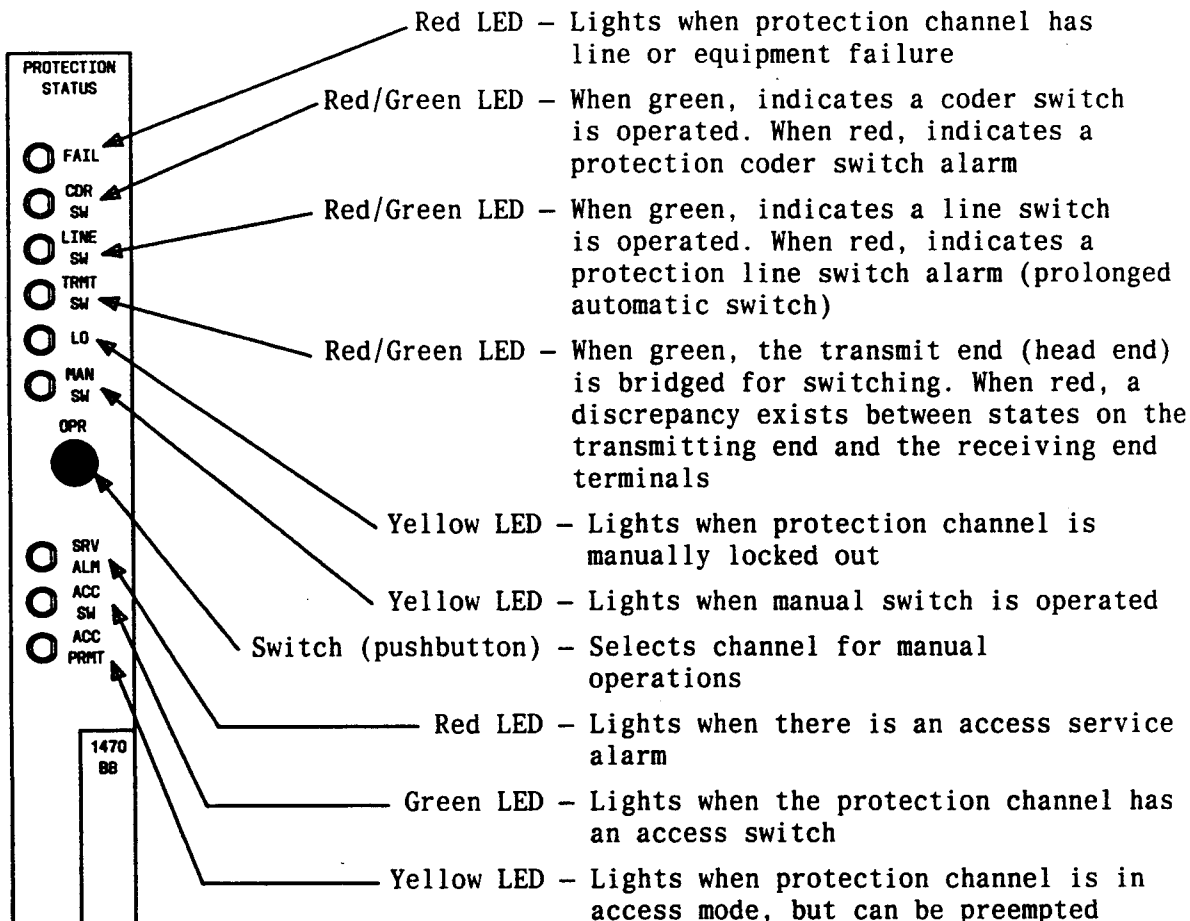 PROTECTION
STATUS
FAIL
CDR
SW
LINE
SW
TRMT
SW
LO
MAN
SW
OPR
SRV
ALM
ACC
SW
ACC
PRMT
1470
BB
Red LED — Lights when protection channel has
line or equipment failure
Red/Green LED — When green, indicates a coder switch
is operated. When red, indicates a
protection coder switch alarm
Red/Green LED — When green, indicates a line switch
is operated. When red, indicates a
protection line switch alarm (prolonged
automatic switch)
Red/Green LED — When green, the transmit end (head end)
is bridged for switching. When red, a
discrepancy exists between states on the
transmitting end and the receiving end
terminals
Yellow LED — Lights when protection channel is
manually locked out
Yellow LED — Lights when manual switch is operated
Switch (pushbutton) — Selects channel for manual
operations
Red LED — Lights when there is an access service
alarm
Green LED — Lights when the protection channel has
an access switch
Yellow LED — Lights when protection channel is in
access mode, but can be preempted